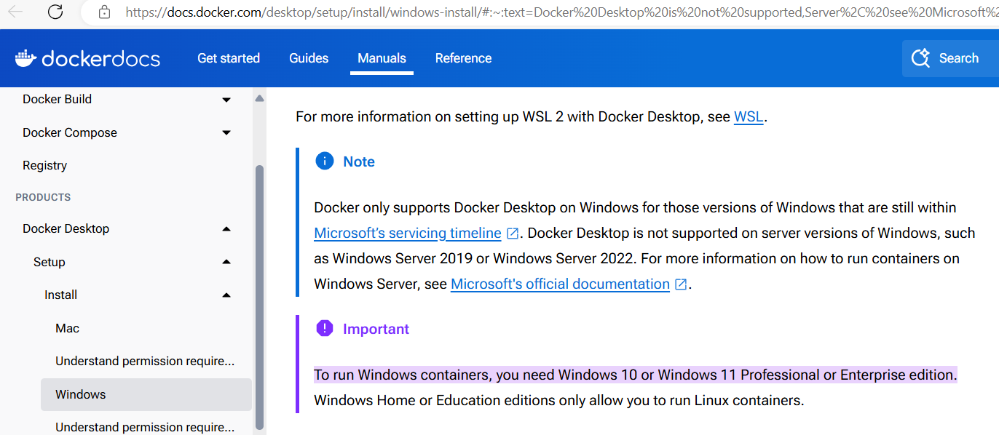 https://docs.docker.com/desktop/setup/install/windows-install/#:~:text=Docker%20Desktop%20is%20not%20supported,Server%2C%20see%20Microsoft%2
dockerdocs
Get started
Guides
Manuals
Reference
Search
Docker Build
Docker Compose
Registry
PRODUCTS
Docker Desktop
Setup
Install
Mac
Understand permission require...
Windows
Understand permission require...
For more information on setting up WSL 2 with Docker Desktop, see WSL.
Note
Docker only supports Docker Desktop on Windows for those versions of Windows that are still within
Microsoft's servicing timeline. Docker Desktop is not supported on server versions of Windows, such
as Windows Server 2019 or Windows Server 2022. For more information on how to run containers on
Windows Server, see Microsoft's official documentation.
Important
To run Windows containers, you need Windows 10 or Windows 11 Professional or Enterprise edition.
Windows Home or Education editions only allow you to run Linux containers.